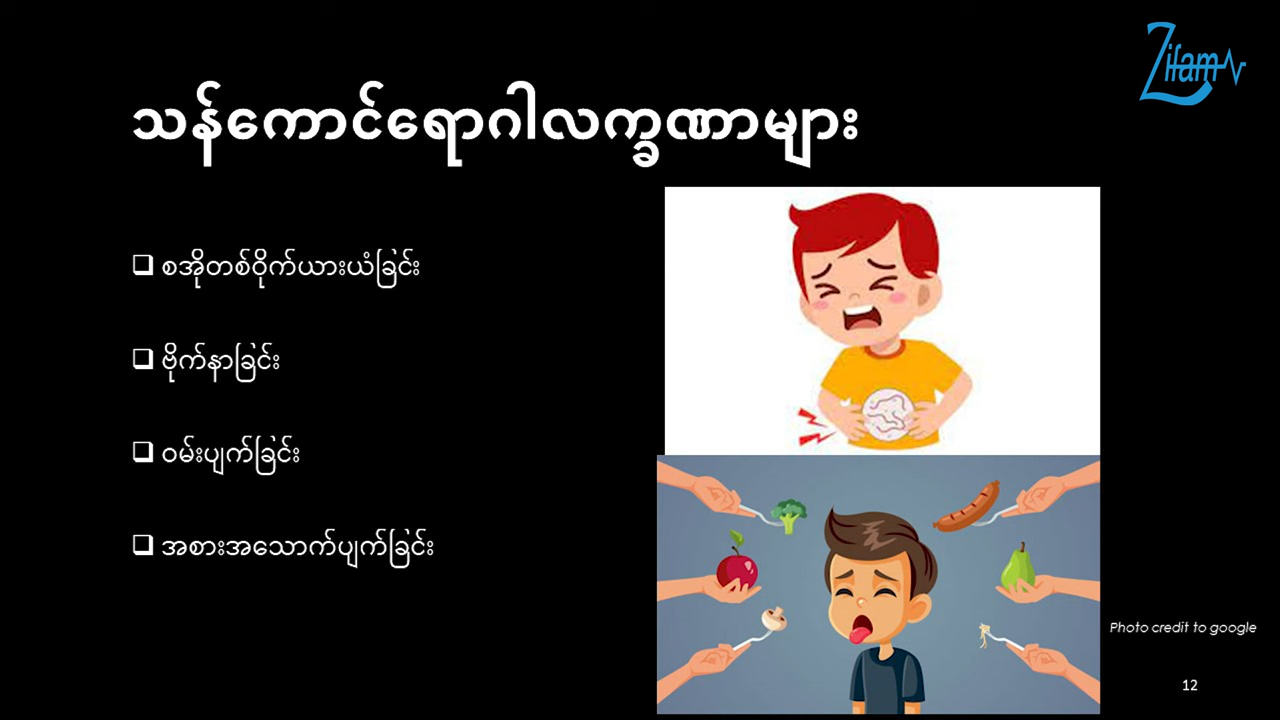 Zifam
သန်ကောင်ရောဂါလက္ခဏာများ
စအိုတစ်ဝိုက်ယားယံခြင်း
ဗိုက်နာခြင်း
ဝမ်းပျက်ခြင်း
အစားအသောက်ပျက်ခြင်း
Photo credit to google
12